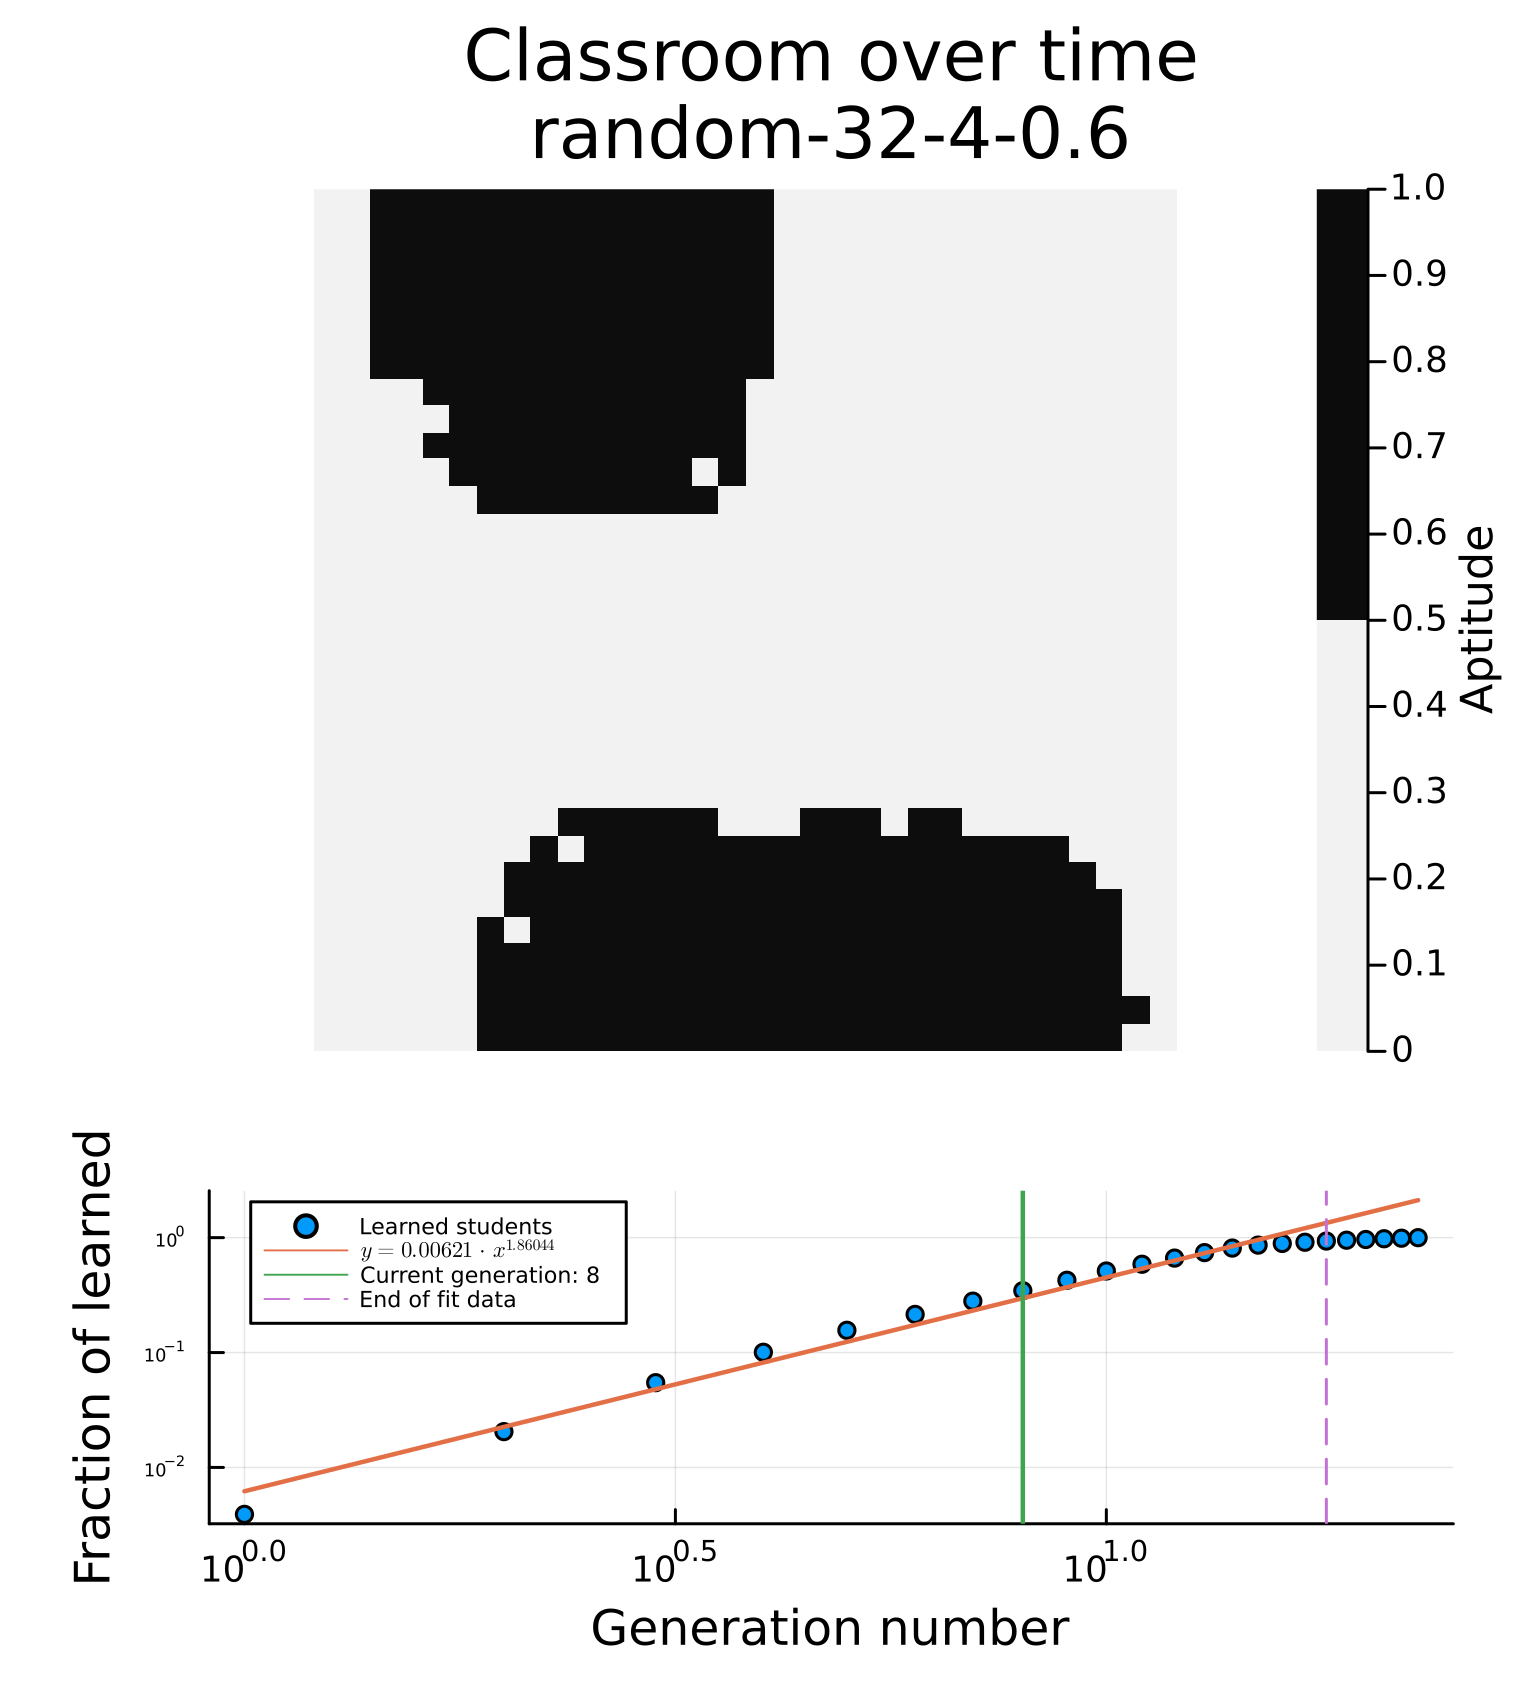 Classroom over time
random-32-4-0.6
1.0
0.9
0.8
0.7
0.6
0.5
0.4
0.3
0.2
0.1
0
Aptitude
Fraction of learned
10^0
10^−1
10^−2
Learned students
y = 0.00621 · x^1.86044
Current generation: 8
End of fit data
10^0.0
10^0.5
10^1.0
Generation number